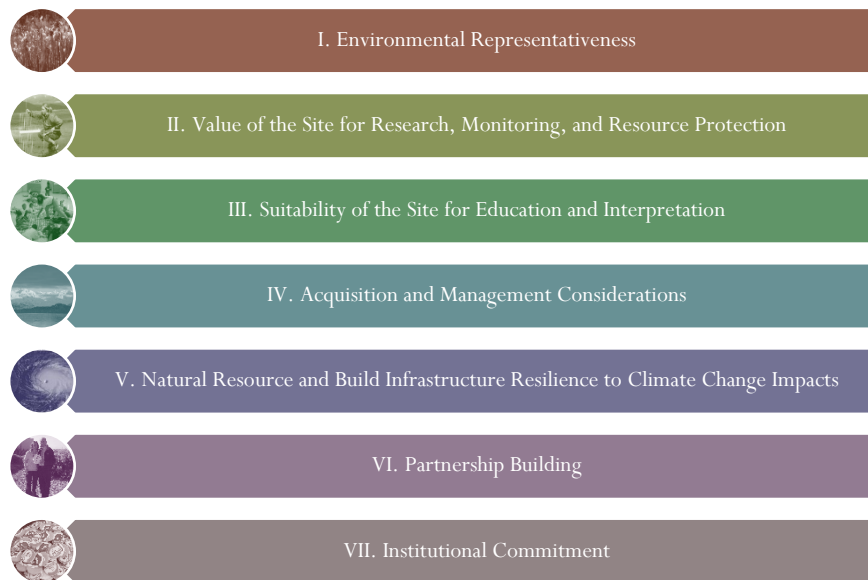 I. Environmental Representativeness
II. Value of the Site for Research, Monitoring, and Resource Protection
III. Suitability of the Site for Education and Interpretation
IV. Acquisition and Management Considerations
V. Natural Resource and Build Infrastructure Resilience to Climate Change Impacts
VI. Partnership Building
VII. Institutional Commitment